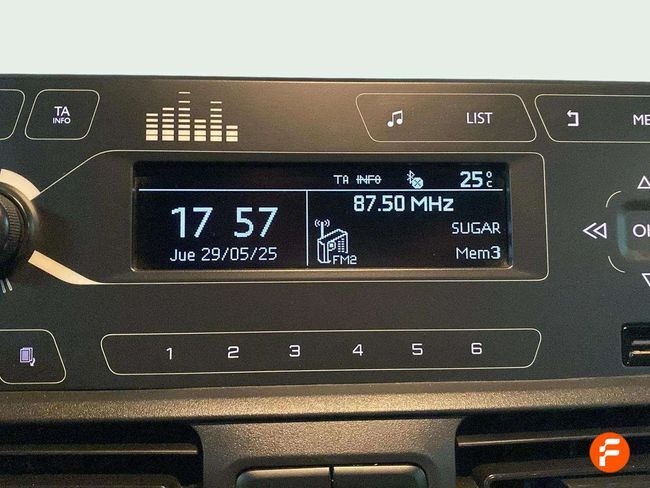 TA
INFO
LIST
ME
TA INFO
25°C
17 57
87.50 MHz
SUGAR
Jue 29/05/25
FM2
Mem3
OK
1 2 3 4 5 6